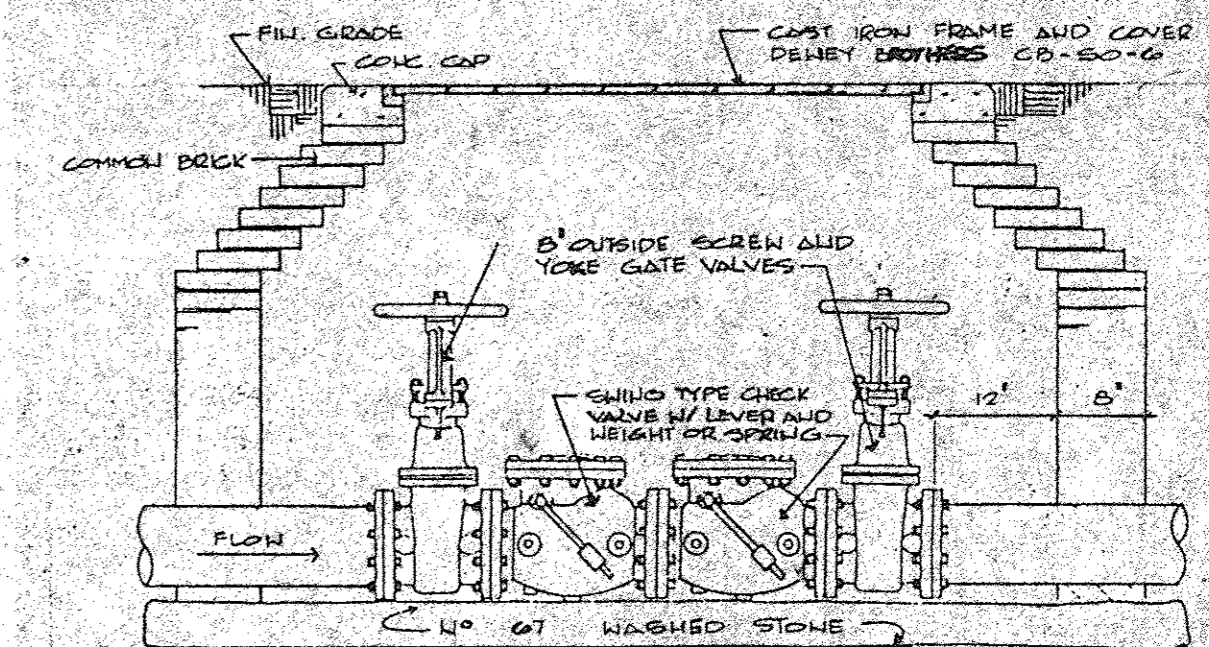 FIN. GRADE
CONC. CAP
CAST IRON FRAME AND COVER
DEWEY BROTHERS CB-SO-6
COMMON BRICK
8" OUTSIDE SCREW AND
YOKE GATE VALVES
SWING TYPE CHECK
VALVE W/ LEVER AND
WEIGHT OR SPRING
12"
8"
FLOW
Nº 67 WASHED STONE